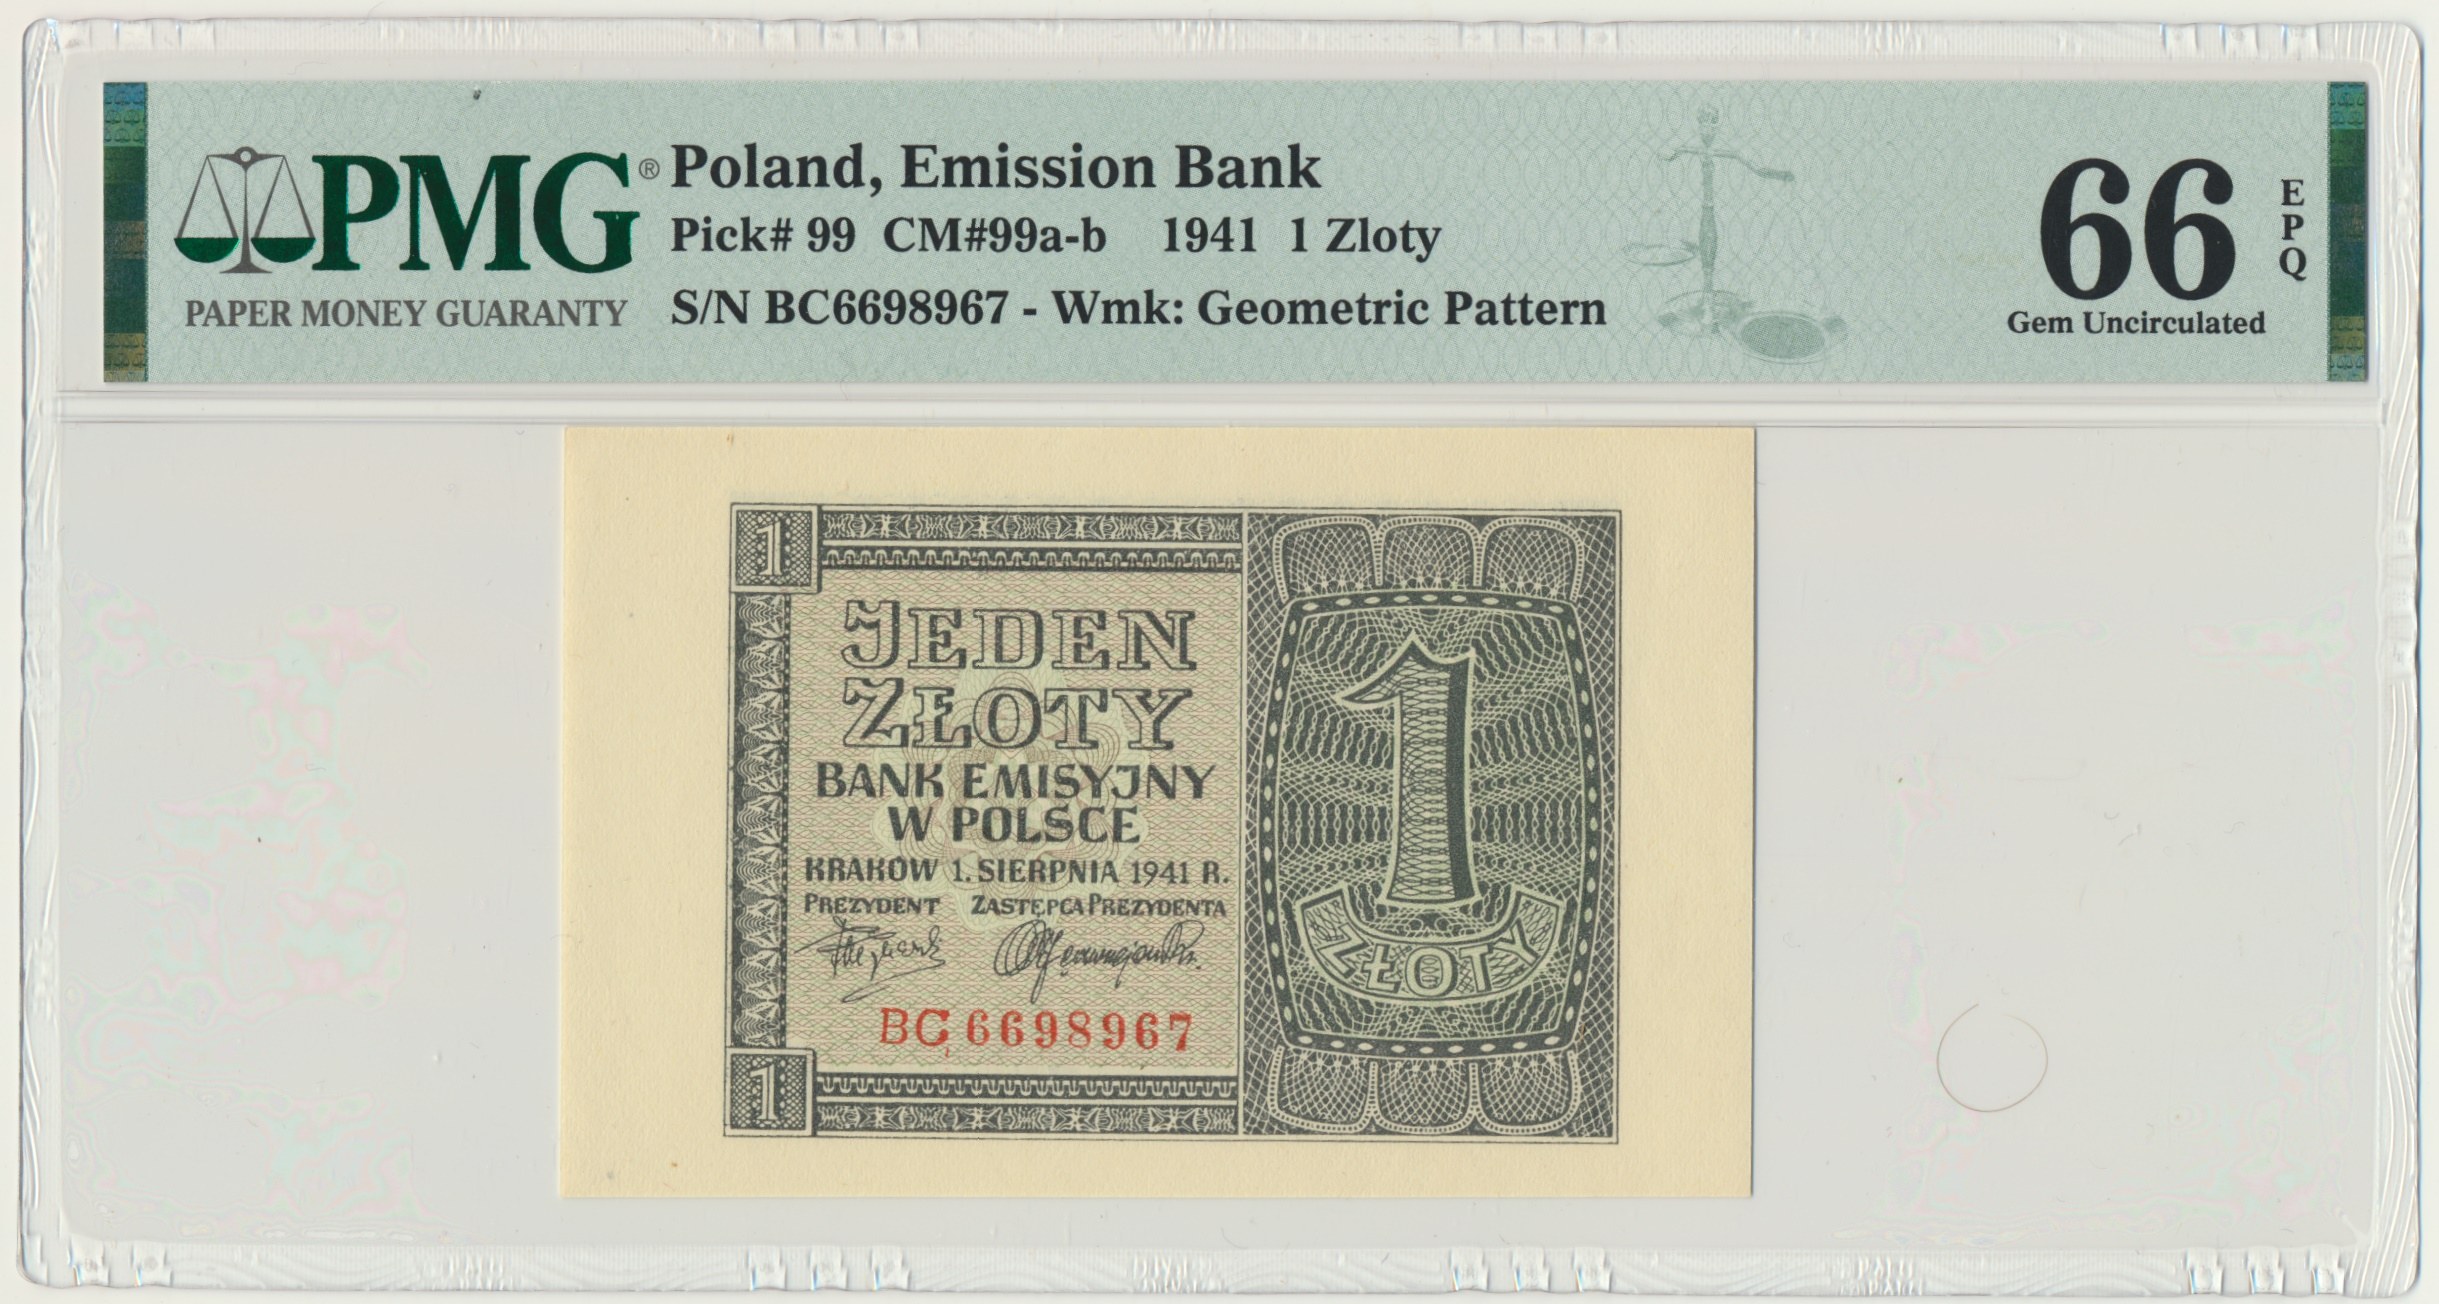 PMG®
PAPER MONEY GUARANTY
Poland, Emission Bank
Pick# 99 CM#99a-b 1941 1 Zloty
S/N BC6698967 - Wmk: Geometric Pattern
66
EPQ
Gem Uncirculated
1
JEDEN
ZŁOTY
BANK EMISYJNY
W POLSCE
KRAKÓW 1. SIERPNIA 1941 R.
PREZYDENT ZASTĘPCA PREZYDENTA
BC 6698967
1
1
ZŁOTY